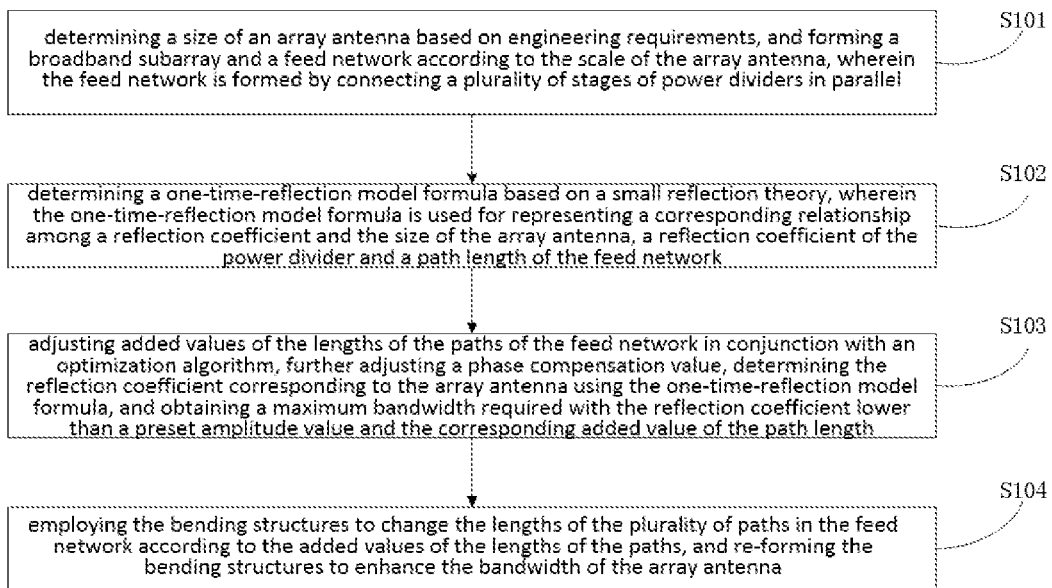 S101
determining a size of an array antenna based on engineering requirements, and forming a
broadband subarray and a feed network according to the scale of the array antenna, wherein
the feed network is formed by connecting a plurality of stages of power dividers in parallel
S102
determining a one-time-reflection model formula based on a small reflection theory, wherein
the one-time-reflection model formula is used for representing a corresponding relationship
among a reflection coefficient and the size of the array antenna, a reflection coefficient of the
power divider and a path length of the feed network
S103
adjusting added values of the lengths of the paths of the feed network in conjunction with an
optimization algorithm, further adjusting a phase compensation value, determining the
reflection coefficient corresponding to the array antenna using the one-time-reflection model
formula, and obtaining a maximum bandwidth required with the reflection coefficient lower
than a preset amplitude value and the corresponding added value of the path length
S104
employing the bending structures to change the lengths of the plurality of paths in the feed
network according to the added values of the lengths of the paths, and re-forming the
bending structures to enhance the bandwidth of the array antenna